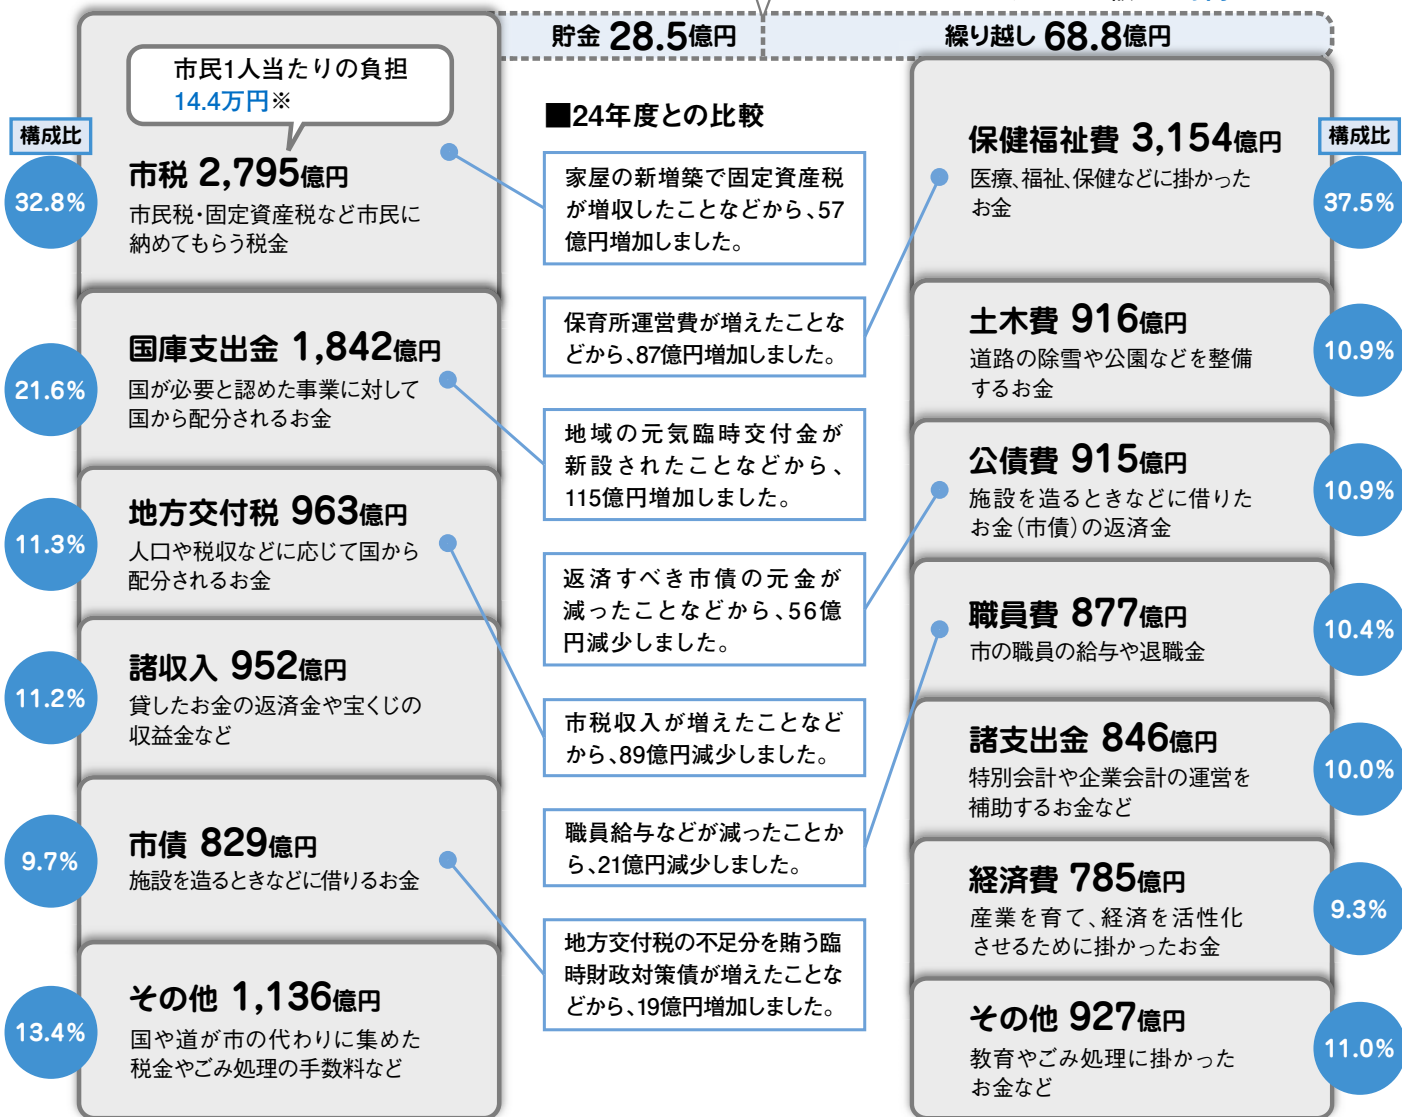 貯金 28.5億円
繰り越し 68.8億円
市民1人当たりの負担
14.4万円※
構成比
32.8%
市税 2,795億円
市民税・固定資産税など市民に
納めてもらう税金
21.6%
国庫支出金 1,842億円
国が必要と認めた事業に対して
国から配分されるお金
11.3%
地方交付税 963億円
人口や税収などに応じて国から
配分されるお金
11.2%
諸収入 952億円
貸したお金の返済金や宝くじの
収益金など
9.7%
市債 829億円
施設を造るときなどに借りるお金
13.4%
その他 1,136億円
国や道が市の代わりに集めた
税金やごみ処理の手数料など
■24年度との比較
家屋の新増築で固定資産税
が増収したことなどから、57
億円増加しました。
保育所運営費が増えたことな
どから、87億円増加しました。
地域の元気臨時交付金が
新設されたことなどから、
115億円増加しました。
返済すべき市債の元金が
減ったことなどから、56億
円減少しました。
市税収入が増えたことなど
から、89億円減少しました。
職員給与などが減ったことか
ら、21億円減少しました。
地方交付税の不足分を賄う臨
時財政対策債が増えたことな
どから、19億円増加しました。
保健福祉費 3,154億円
医療、福祉、保健などに掛かった
お金
構成比
37.5%
土木費 916億円
道路の除雪や公園などを整備
するお金
10.9%
公債費 915億円
施設を造るときなどに借りた
お金(市債)の返済金
10.9%
職員費 877億円
市の職員の給与や退職金
10.4%
諸支出金 846億円
特別会計や企業会計の運営を
補助するお金など
10.0%
経済費 785億円
産業を育て、経済を活性化
させるために掛かったお金
9.3%
その他 927億円
教育やごみ処理に掛かった
お金など
11.0%